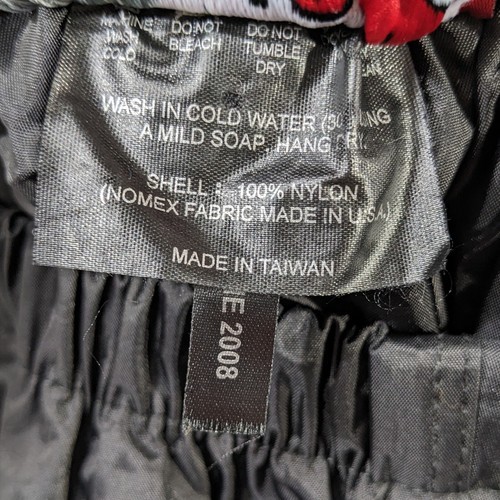 MACHINE DO NOT DO NOT
WASH BLEACH TUMBLE
COLD DRY
WASH IN COLD WATER
A MILD SOAP, HANG DRY.
SHELL : 100% NYLON
(NOMEX FABRIC MADE IN U.S.A.)
MADE IN TAIWAN
2008